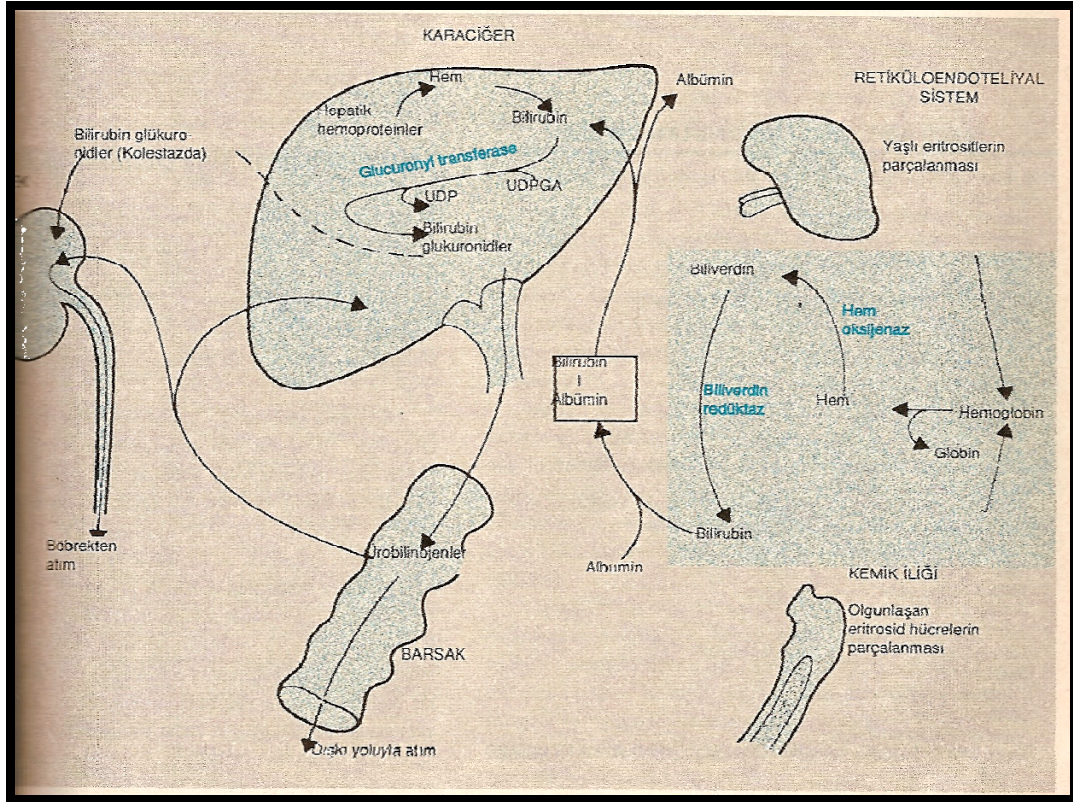 KARACİĞER
Hem
Hepatik
hemoproteinler
Bilirubin
Glucuronyl transferase
UDPGA
UDP
Bilirubin
glukuronidler
Albümin
RETİKÜLOENDOTELİYAL
SİSTEM
Yaşlı eritrositlerin
parçalanması
Bilirubin glükuro
nidler (Kolestazda)
Biliverdin
Hem
oksijenaz
Biliverdin
redüktaz
Hem
Hemoglobin
Globin
Bilirubin
Bilirubin
Albümin
Albümin
Böbrekten
atım
Ürobilinojenler
BARSAK
Dışkı yoluyla atım
KEMİK İLİĞİ
Olgunlaşan
eritrosid hücrelerin
parçalanması